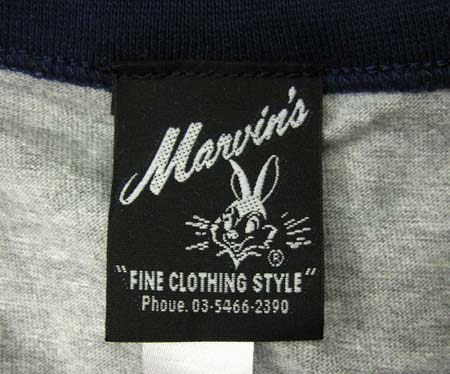 Marvin's
®
"FINE CLOTHING STYLE"
Phoue. 03-5466-2390